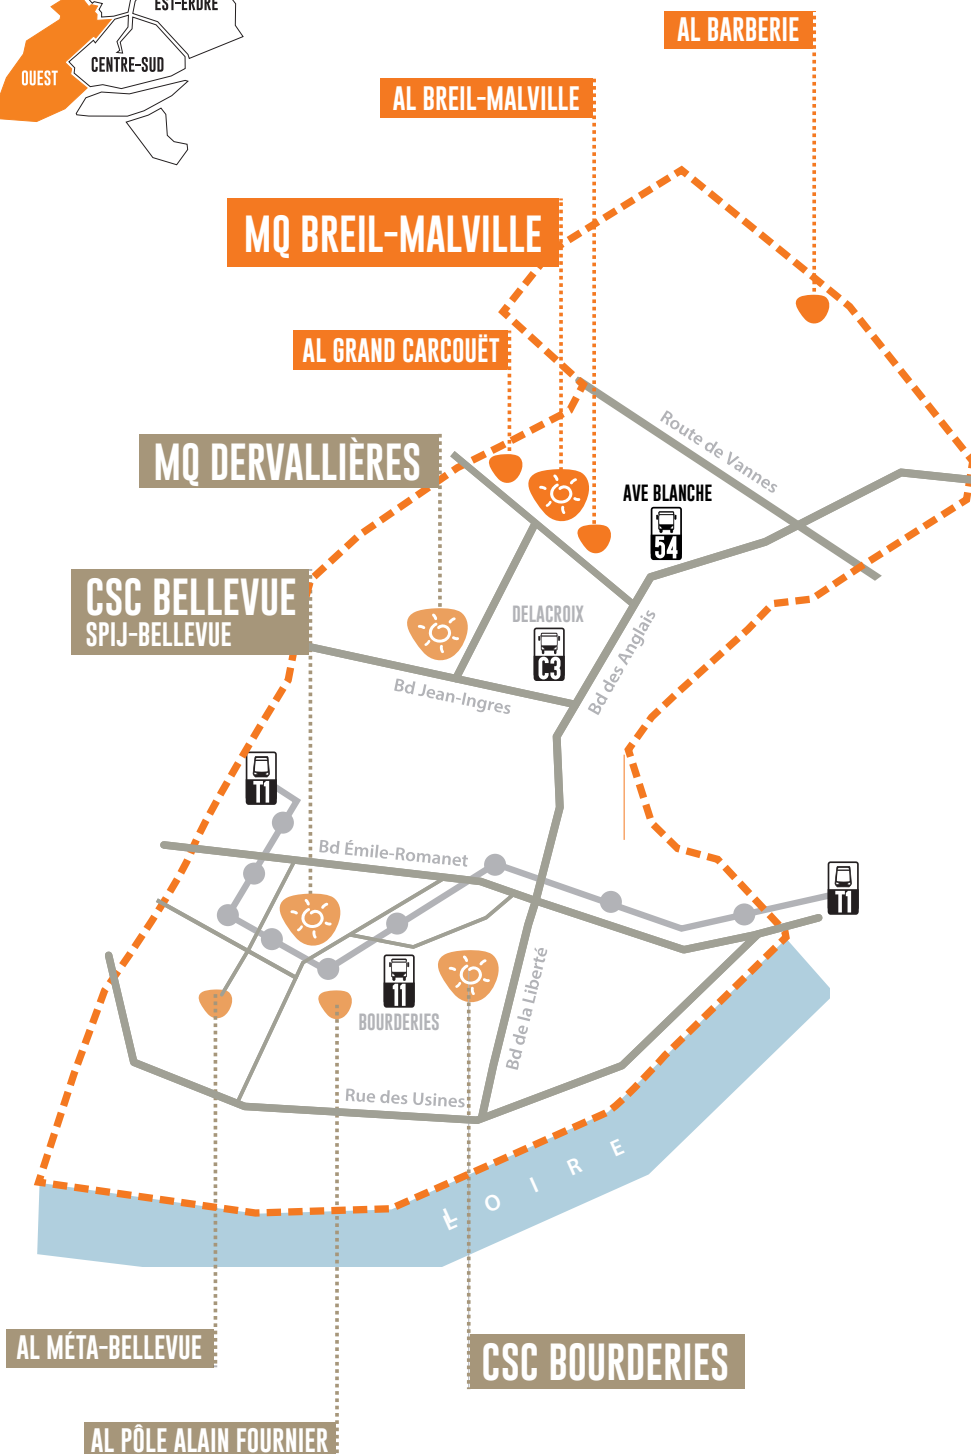 EST-ERDRE
CENTRE-SUD
OUEST
AL BARBERIE
AL BREIL-MALVILLE
MQ BREIL-MALVILLE
AL GRAND CARCOUËT
MQ DERVALLIÈRES
Route de Vannes
AVE BLANCHE
54
CSC BELLEVUE
SPIJ-BELLEVUE
DELACROIX
C3
Bd des Anglais
Bd Jean-Ingres
T1
Bd Émile-Romanet
T1
11
BOURDERIES
Bd de la Liberté
Rue des Usines
LOIRE
AL MÉTA-BELLEVUE
CSC BOURDERIES
AL PÔLE ALAIN FOURNIER